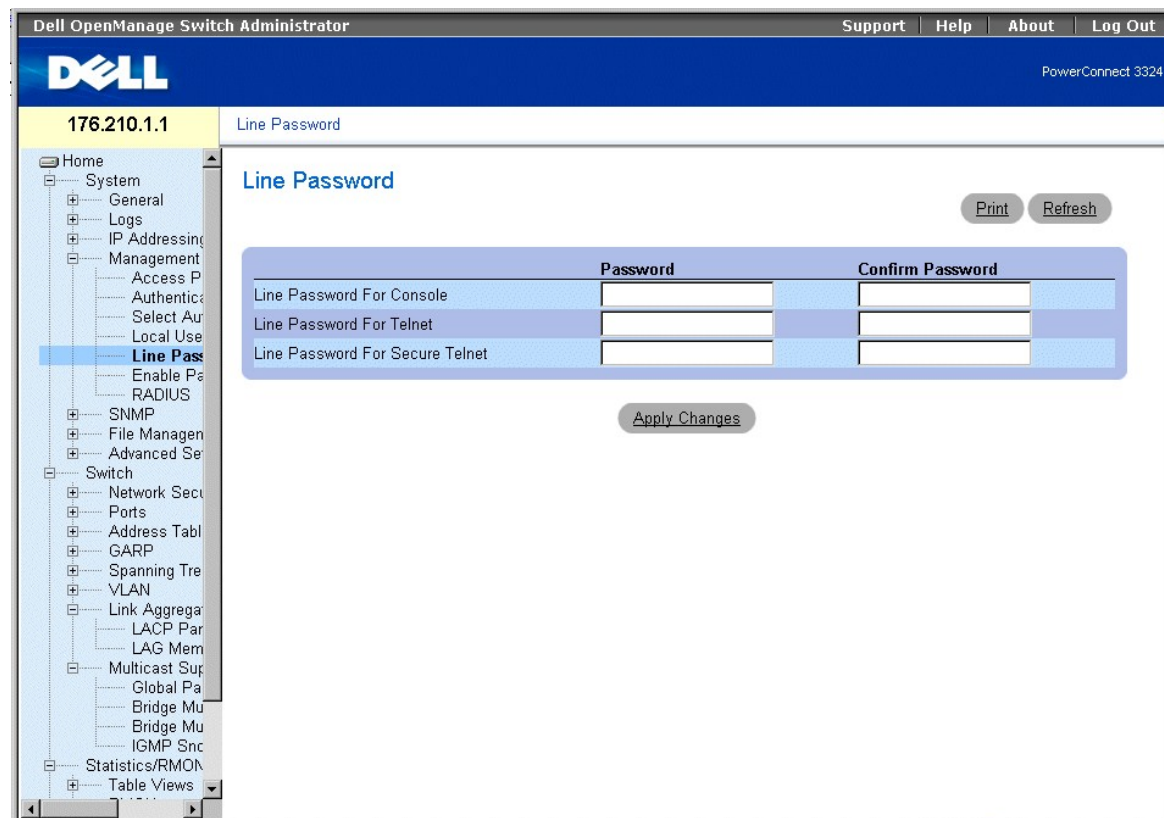 Dell OpenManage Switch Administrator Support Help About Log Out
DELL
PowerConnect 3324
176.210.1.1
Line Password
Home
System
General
Logs
IP Addressing
Management
Access P
Authentica
Select Au
Local Use
Line Pass
Enable Pa
RADIUS
SNMP
File Managen
Advanced Se
Switch
Network Secu
Ports
Address Tabl
GARP
Spanning Tre
VLAN
Link Aggrega
LACP Par
LAG Mem
Multicast Sup
Global Pa
Bridge Mu
Bridge Mu
IGMP Sno
Statistics/RMON
Table Views
Line Password
Print Refresh
Password Confirm Password
Line Password For Console
Line Password For Telnet
Line Password For Secure Telnet
Apply Changes